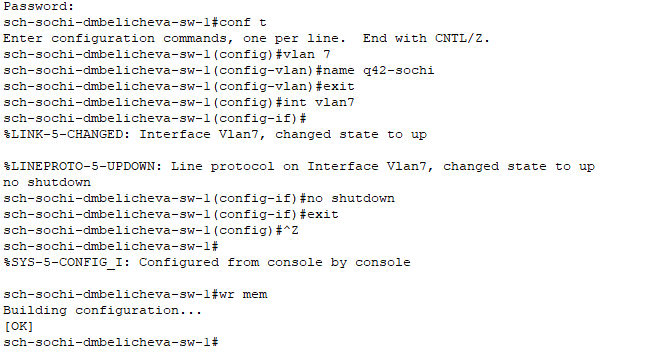 Password:
sch-sochi-dmbelicheva-sw-1#conf t
Enter configuration commands, one per line.  End with CNTL/Z.
sch-sochi-dmbelicheva-sw-1(config)#vlan 7
sch-sochi-dmbelicheva-sw-1(config-vlan)#name q42-sochi
sch-sochi-dmbelicheva-sw-1(config-vlan)#exit
sch-sochi-dmbelicheva-sw-1(config)#int vlan7
sch-sochi-dmbelicheva-sw-1(config-if)#
%LINK-5-CHANGED: Interface Vlan7, changed state to up
%LINEPROTO-5-UPDOWN: Line protocol on Interface Vlan7, changed state to up
no shutdown
sch-sochi-dmbelicheva-sw-1(config-if)#no shutdown
sch-sochi-dmbelicheva-sw-1(config-if)#exit
sch-sochi-dmbelicheva-sw-1(config)#^Z
sch-sochi-dmbelicheva-sw-1#
%SYS-5-CONFIG_I: Configured from console by console
sch-sochi-dmbelicheva-sw-1#wr mem
Building configuration...
[OK]
sch-sochi-dmbelicheva-sw-1#